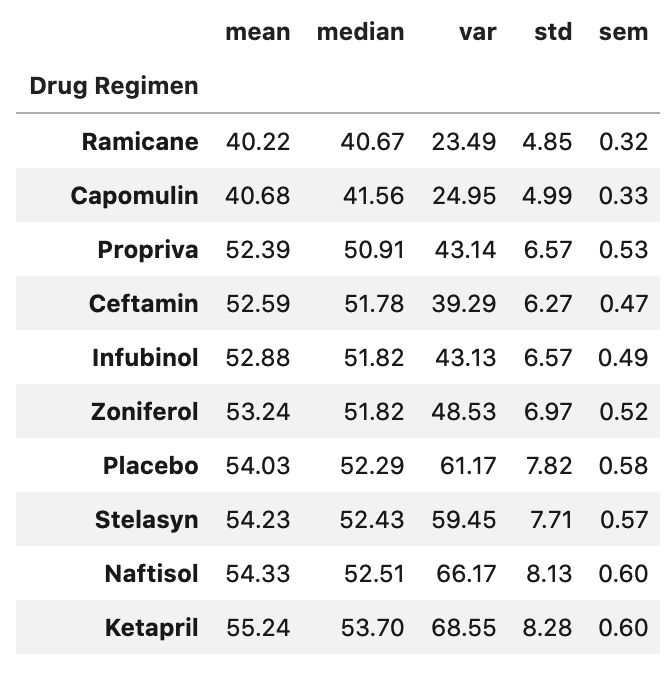 mean median var std sem
Drug Regimen
Ramicane 40.22 40.67 23.49 4.85 0.32
Capomulin 40.68 41.56 24.95 4.99 0.33
Propriva 52.39 50.91 43.14 6.57 0.53
Ceftamin 52.59 51.78 39.29 6.27 0.47
Infubinol 52.88 51.82 43.13 6.57 0.49
Zoniferol 53.24 51.82 48.53 6.97 0.52
Placebo 54.03 52.29 61.17 7.82 0.58
Stelasyn 54.23 52.43 59.45 7.71 0.57
Naftisol 54.33 52.51 66.17 8.13 0.60
Ketapril 55.24 53.70 68.55 8.28 0.60